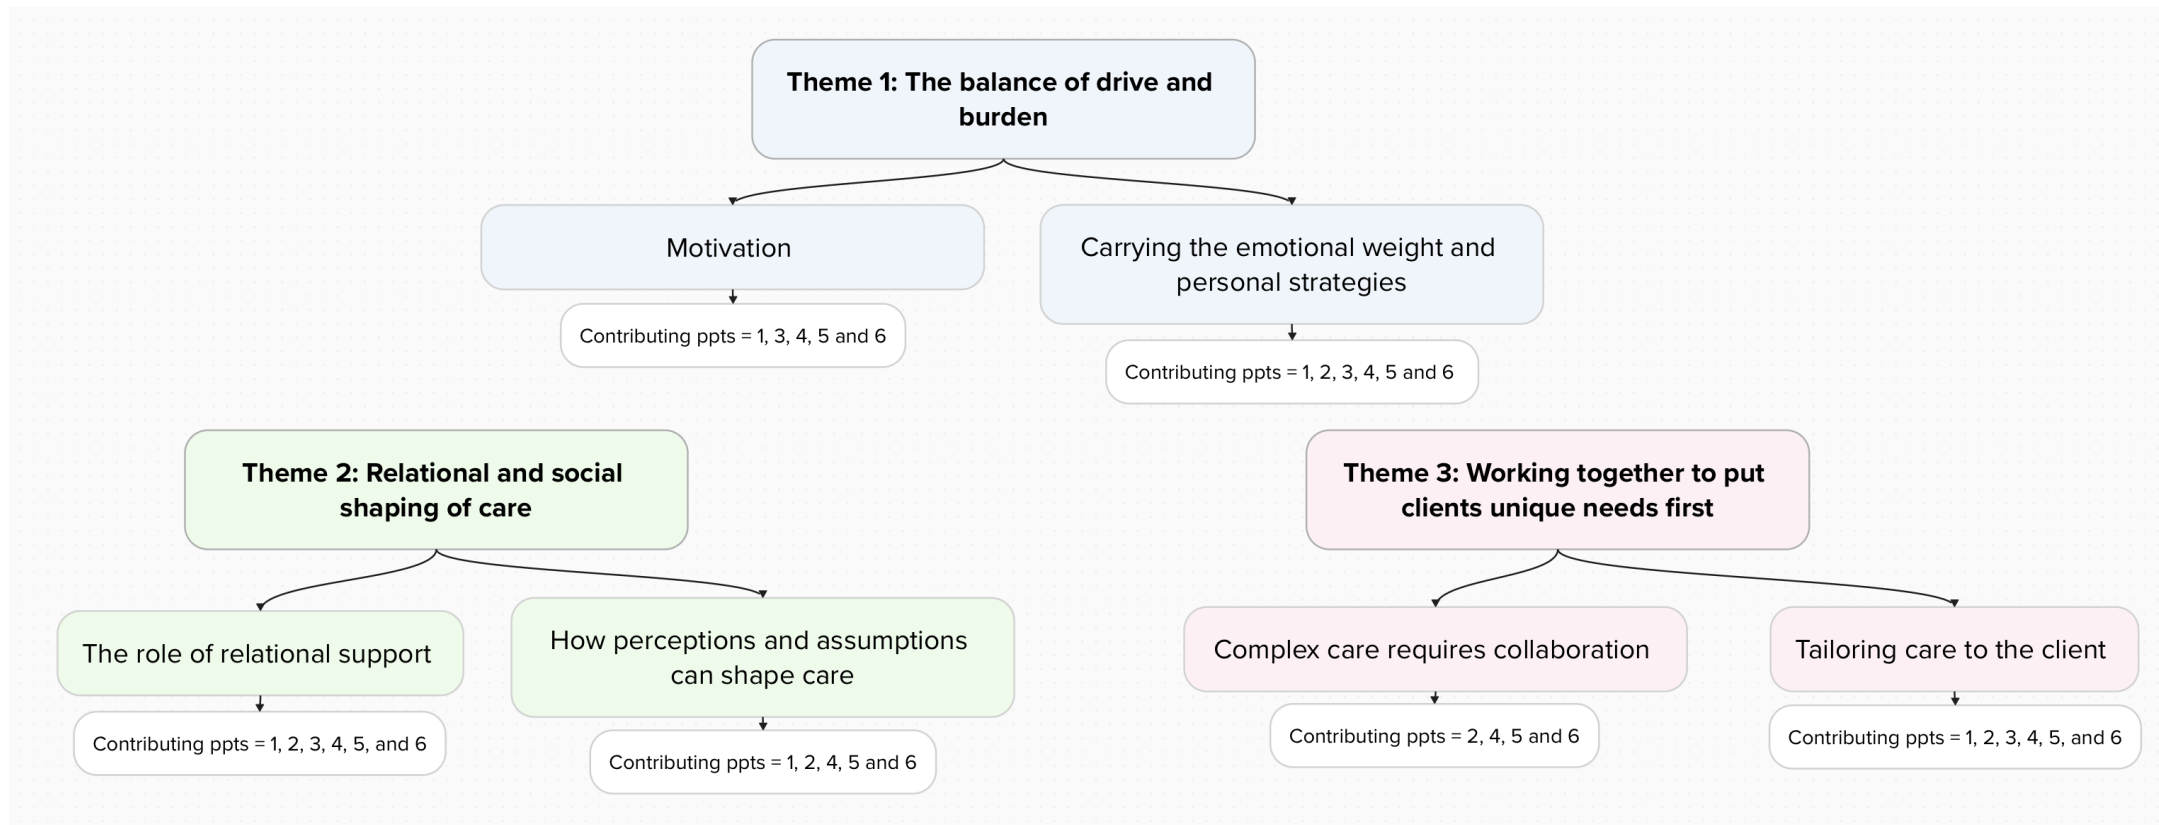 Theme 1: The balance of drive and
burden
Motivation
Carrying the emotional weight and
personal strategies
Contributing ppts = 1, 3, 4, 5 and 6
Contributing ppts = 1, 2, 3, 4, 5 and 6
Theme 2: Relational and social
shaping of care
Theme 3: Working together to put
clients unique needs first
The role of relational support
How perceptions and assumptions
can shape care
Complex care requires collaboration
Tailoring care to the client
Contributing ppts = 1, 2, 3, 4, 5, and 6
Contributing ppts = 1, 2, 4, 5 and 6
Contributing ppts = 2, 4, 5 and 6
Contributing ppts = 1, 2, 3, 4, 5, and 6